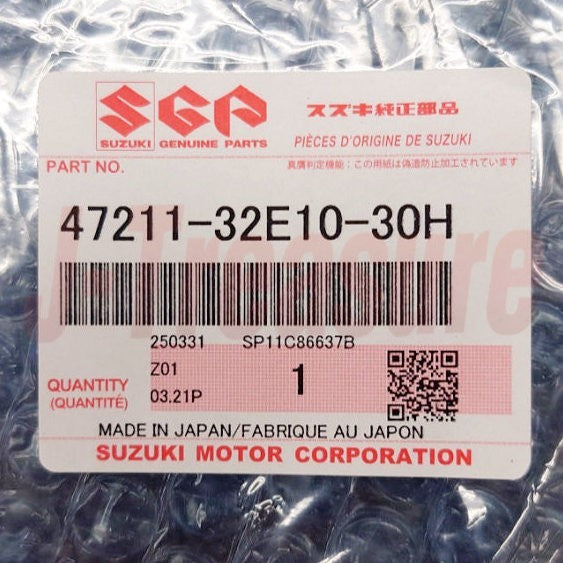 SGP
SUZUKI GENUINE PARTS
スズキ純正部品
PIÈCES D'ORIGINE DE SUZUKI
PART NO.
真贋判定機能：この用紙は偽造防止加工されています
47211-32E10-30H
J-Treasure
250331 SP11C86637B
Z01
1
03.21P
QUANTITY
(QUANTITÉ)
MADE IN JAPAN/FABRIQUE AU JAPON
SUZUKI MOTOR CORPORATION